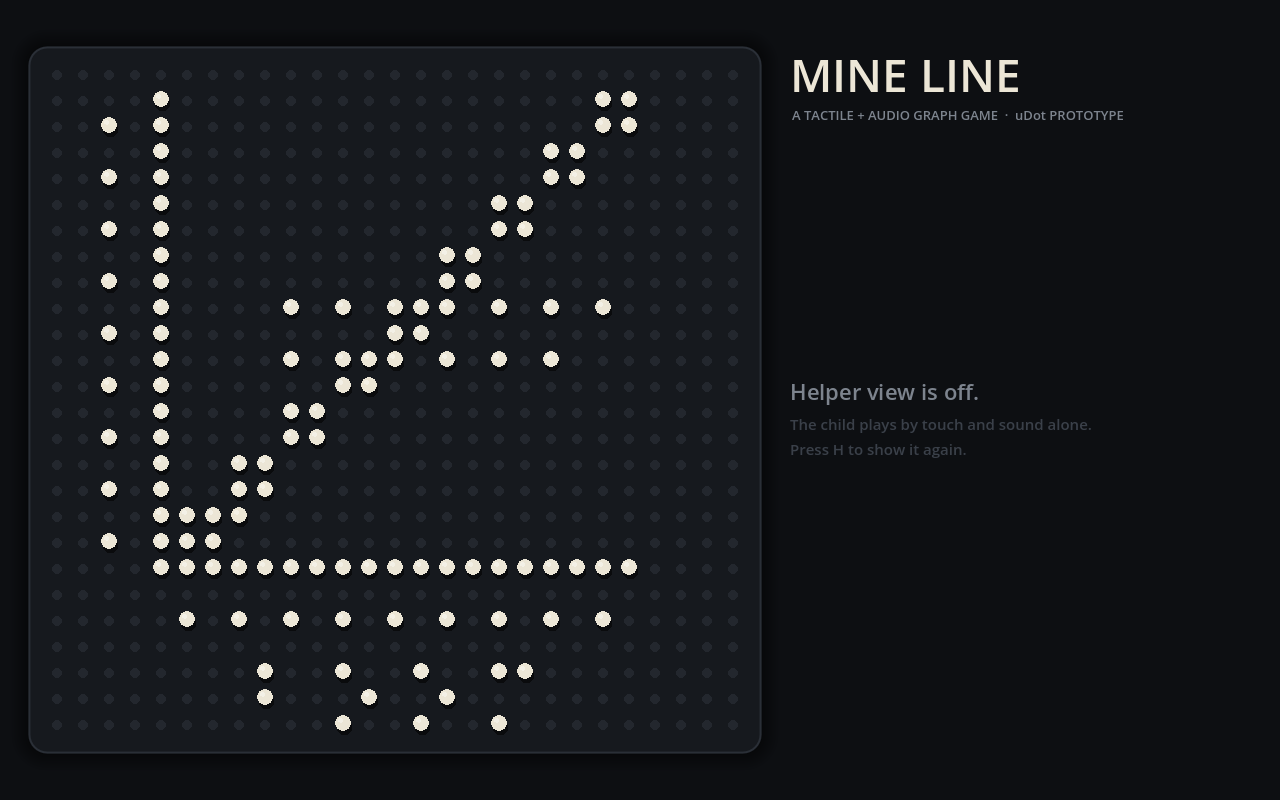 MINE LINE
A TACTILE + AUDIO GRAPH GAME · uDot PROTOTYPE
Helper view is off.
The child plays by touch and sound alone.
Press H to show it again.
⠃⠕⠕⠍